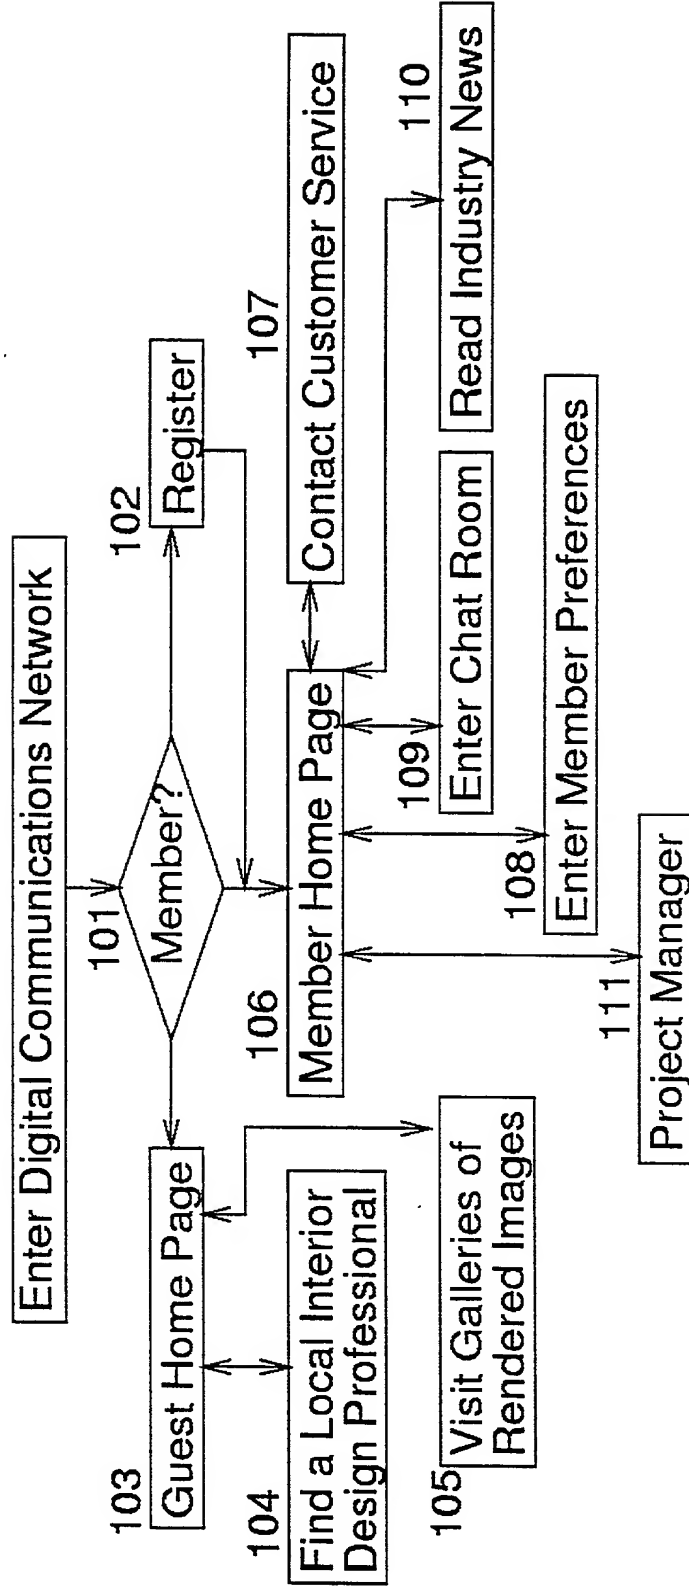 Enter Digital Communications Network
101
Member?
102
Register
103
Guest Home Page
104
Find a Local Interior
Design Professional
105
Visit Galleries of
Rendered Images
106
Member Home Page
107
Contact Customer Service
109
Enter Chat Room
110
Read Industry News
108
Enter Member Preferences
111
Project Manager